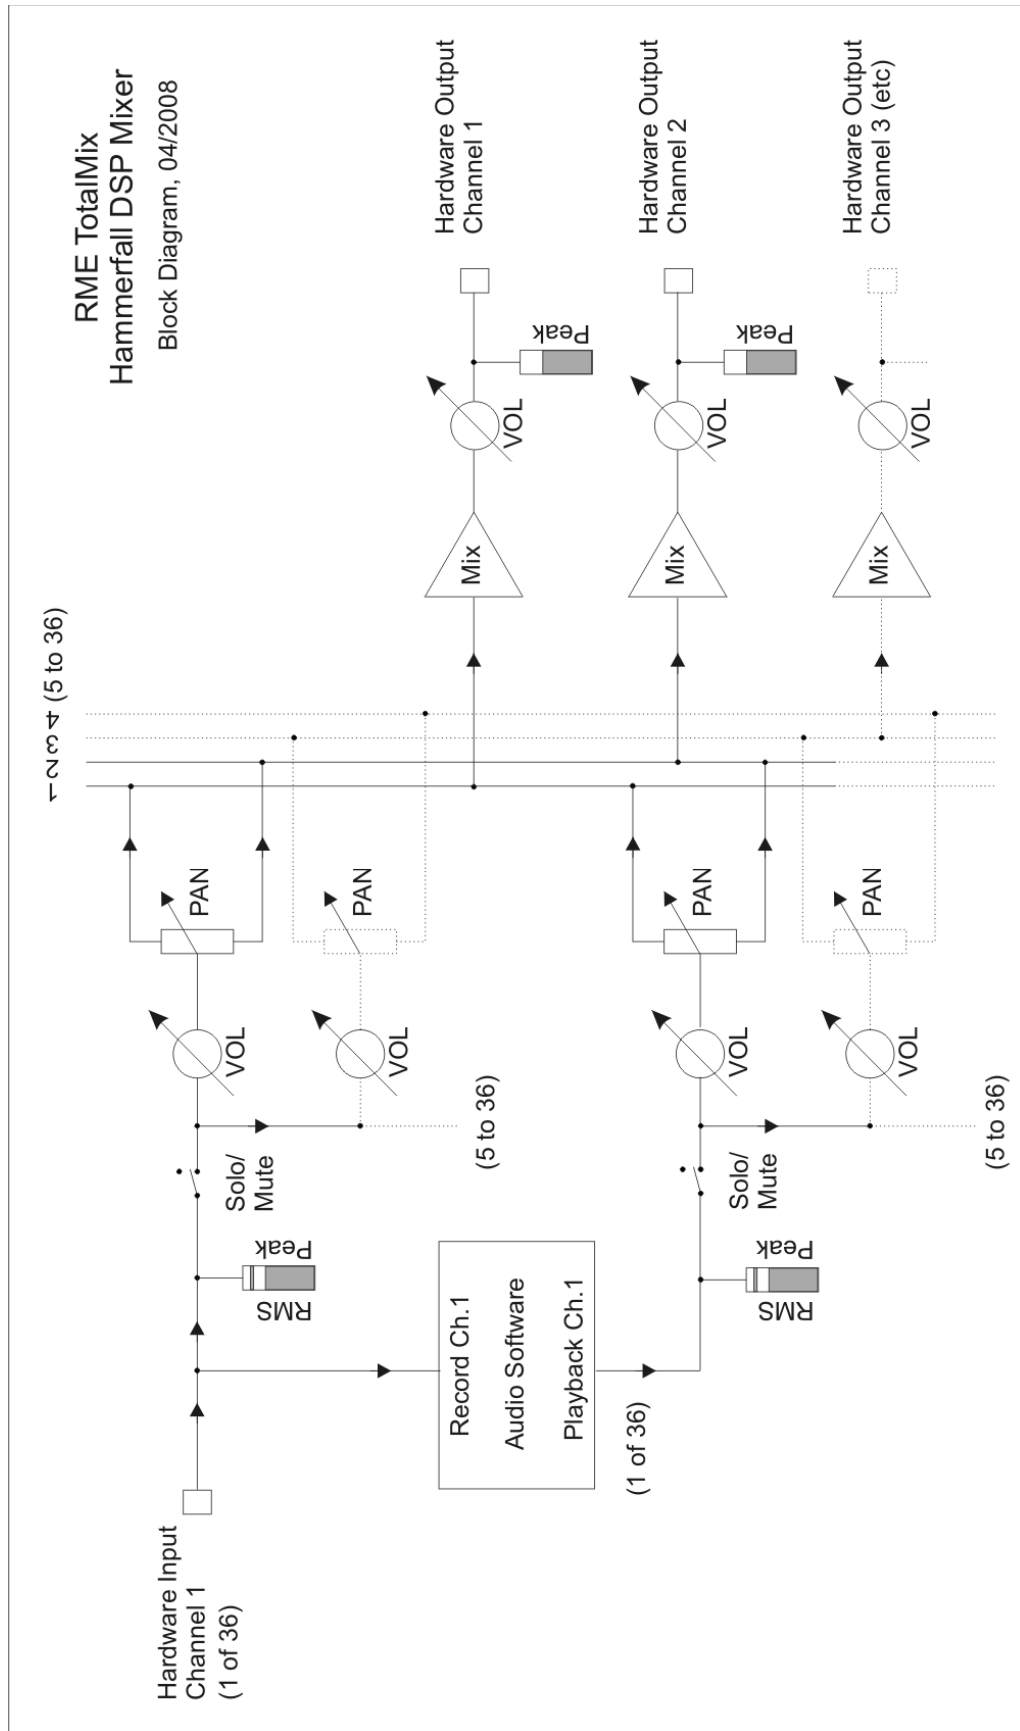 RME TotalMix
Hammerfall DSP Mixer
Block Diagram, 04/2008
Hardware Input
Channel 1
(1 of 36)
RMS
Peak
Solo/
Mute
VOL
PAN
VOL
PAN
(5 to 36)
1 2 3 4 (5 to 36)
Record Ch.1
Audio Software
Playback Ch.1
(1 of 36)
RMS
Peak
Solo/
Mute
VOL
PAN
VOL
PAN
(5 to 36)
Mix
VOL
Peak
Hardware Output
Channel 1
Mix
VOL
Peak
Hardware Output
Channel 2
Mix
VOL
Hardware Output
Channel 3 (etc)